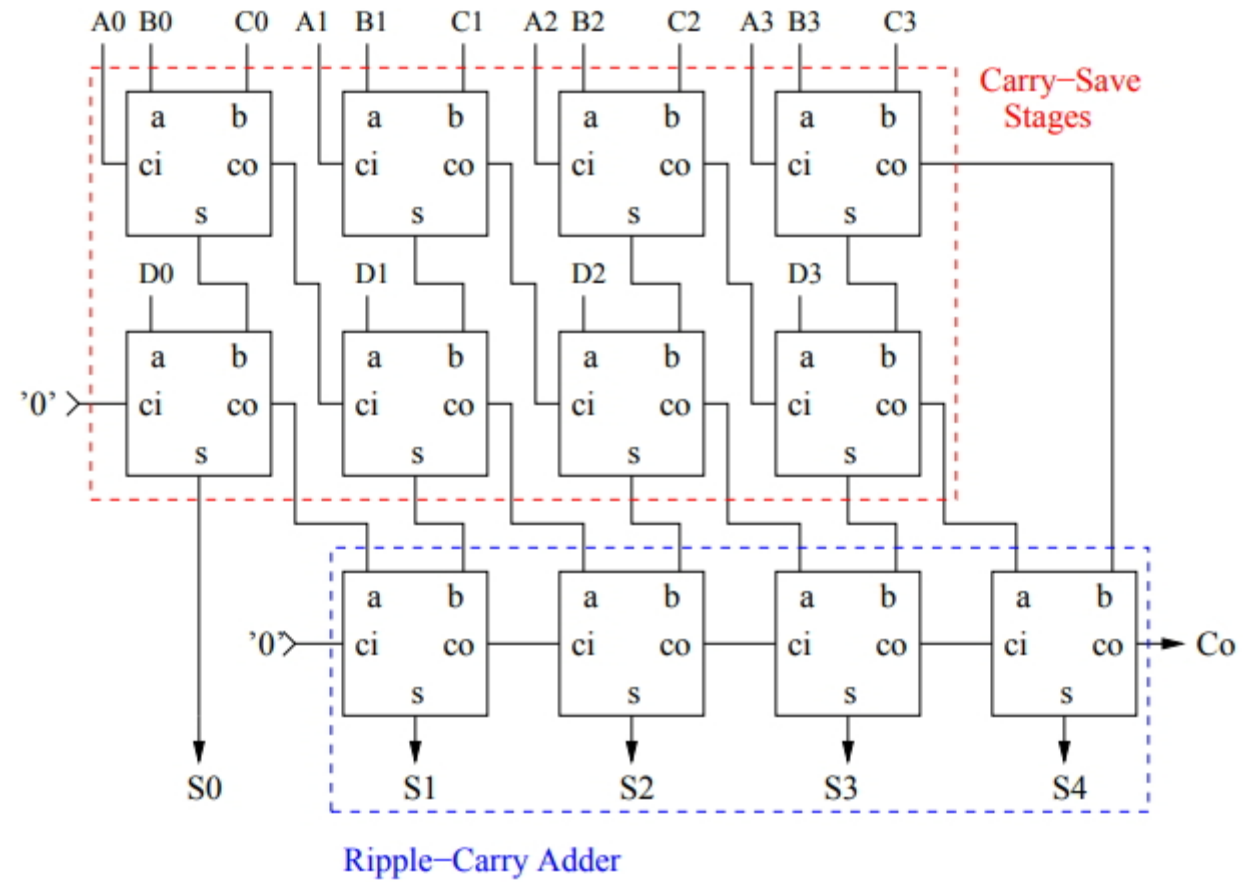 A0 B0 C0 A1 B1 C1 A2 B2 C2 A3 B3 C3
Carry−Save
Stages
a b a b a b a b
ci co ci co ci co ci co
s s s s
D0 D1 D2 D3
a b a b a b a b
’0’ ci co ci co ci co ci co
s s s s
a b a b a b a b
’0’ ci co ci co ci co ci co Co
s s s s
S0 S1 S2 S3 S4
Ripple−Carry Adder